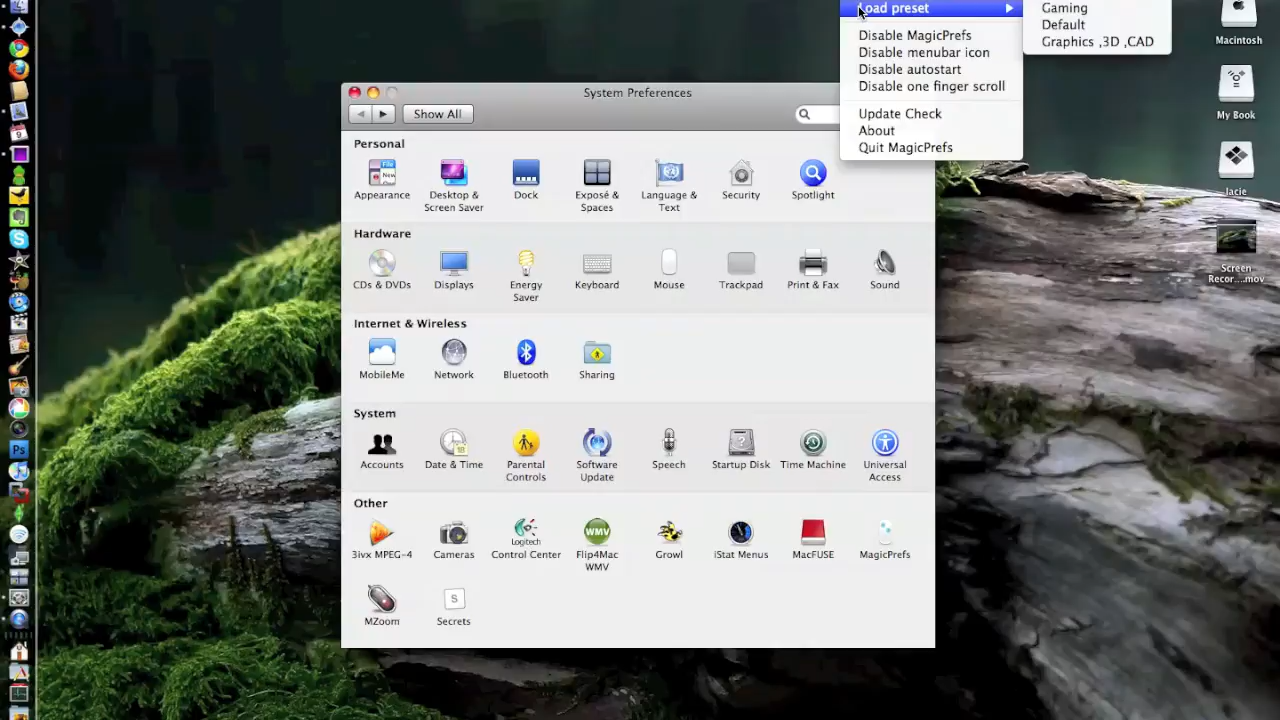 Load preset
Gaming
Default
Graphics ,3D ,CAD
Disable MagicPrefs
Disable menubar icon
Disable autostart
Disable one finger scroll
Update Check
About
Quit MagicPrefs
Macintosh
My Book
Jacie
Screen
Recor....mov
System Preferences
Show All
Personal
Appearance
Desktop &
Screen Saver
Dock
Exposé &
Spaces
Language &
Text
Security
Spotlight
Hardware
CDs & DVDs
Displays
Energy
Saver
Keyboard
Mouse
Trackpad
Print & Fax
Sound
Internet & Wireless
MobileMe
Network
Bluetooth
Sharing
System
Accounts
Date & Time
Parental
Controls
Software
Update
Speech
Startup Disk
Time Machine
Universal
Access
Other
3ivx MPEG-4
Cameras
Logitech
Control Center
WMV
Flip4Mac
WMV
Growl
iStat Menus
MacFUSE
MagicPrefs
MZoom
S
Secrets
Ps